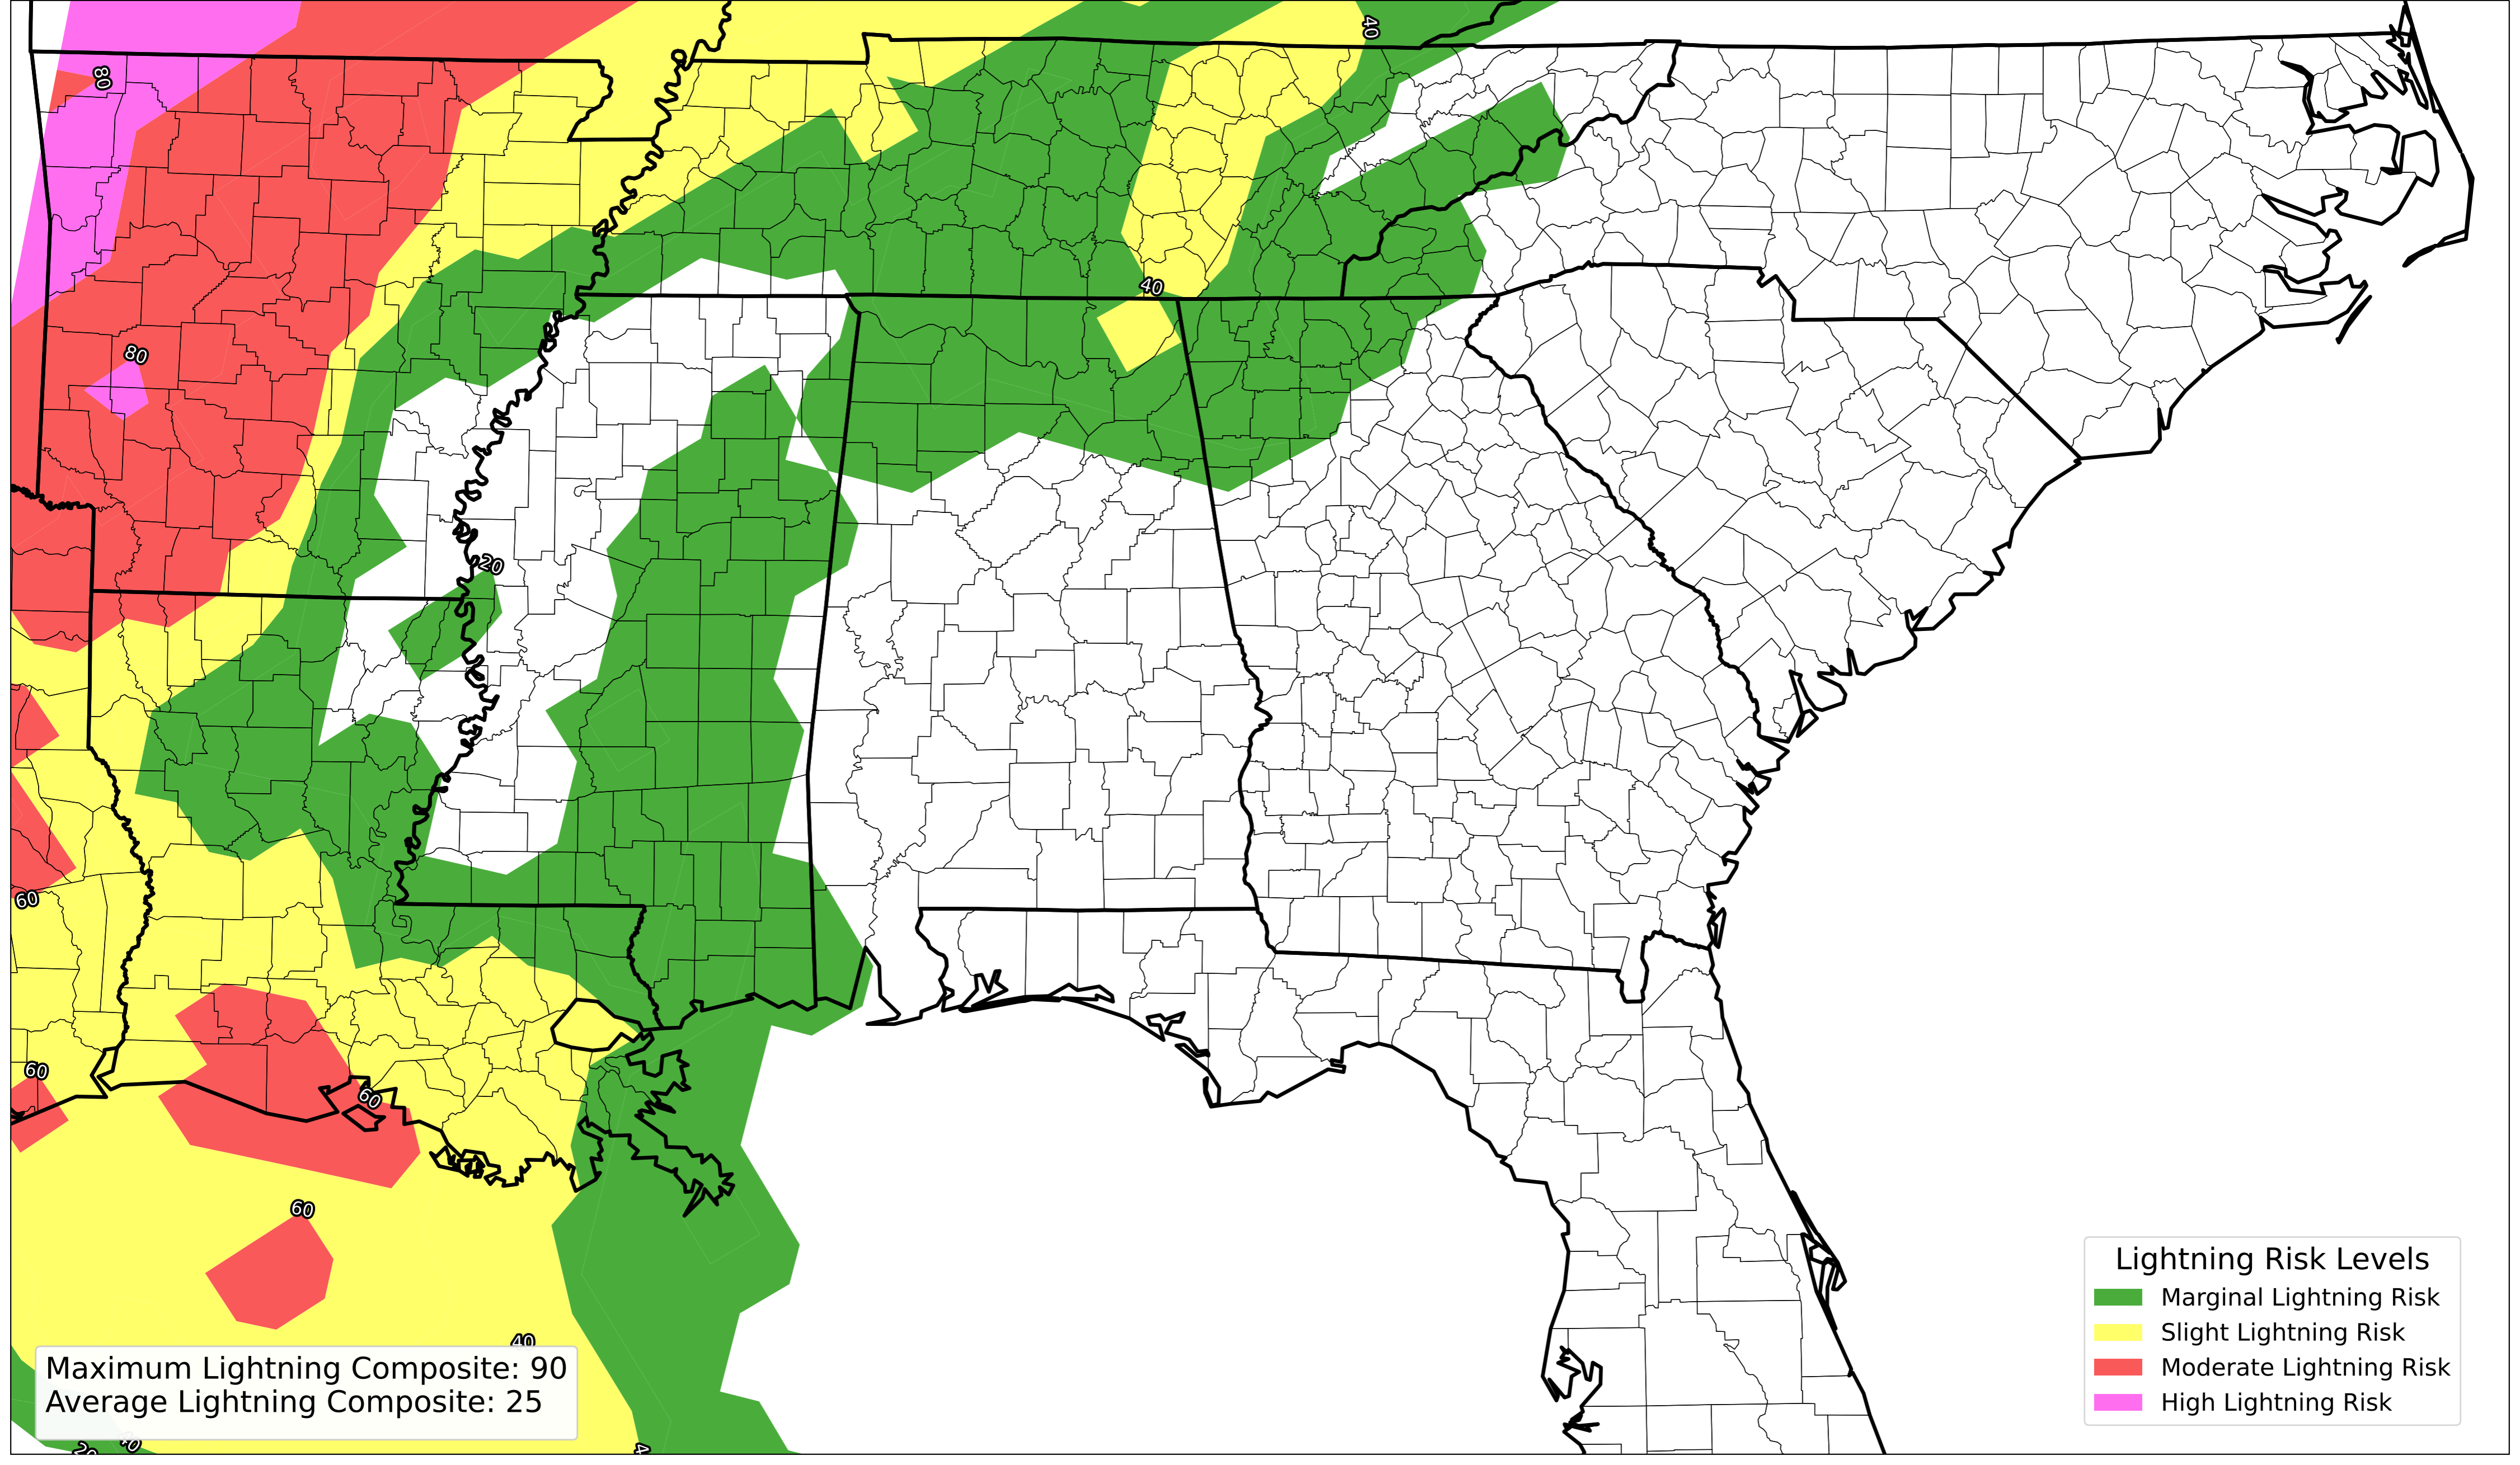 40
80
40
80
20
60
60
60
60
40
Maximum Lightning Composite: 90
Average Lightning Composite: 25
Lightning Risk Levels
Marginal Lightning Risk
Slight Lightning Risk
Moderate Lightning Risk
High Lightning Risk